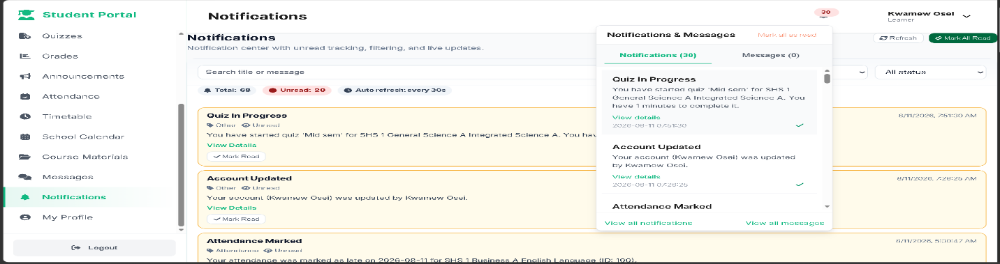 Student Portal
Quizzes
Grades
Announcements
Attendance
Timetable
School Calendar
Course Materials
Messages
Notifications
My Profile
Logout
Notifications
30
Kwamew Osei
Learner
Notifications
Notification center with unread tracking, filtering, and live updates.
Refresh
Mark All Read
Search title or message
All status
Total: 68
Unread: 20
Auto refresh: every 30s
Quiz In Progress
8/11/2026, 7:51:30 AM
Other
Unread
You have started quiz 'Mid sem' for SHS 1 General Science A Integrated Science A. You hav
View Details
Mark Read
Account Updated
8/11/2026, 7:28:25 AM
Other
Unread
Your account (Kwamew Osei) was updated by Kwamew Osei.
View Details
Mark Read
Attendance Marked
8/11/2026, 5:30:47 AM
Attendance
Unread
Your attendance was marked as late on 2026-08-11 for SHS 1 Business A English Language (ID: 100).
Notifications & Messages
Mark all as read
Notifications (30)
Messages (0)
Quiz In Progress
You have started quiz 'Mid sem' for SHS 1
General Science A Integrated Science A. You
have 1 minutes to complete it.
View details
2026-08-11 07:51:30
Account Updated
Your account (Kwamew Osei) was updated
by Kwamew Osei.
View details
2026-08-11 07:28:25
Attendance Marked
View all notifications
View all messages